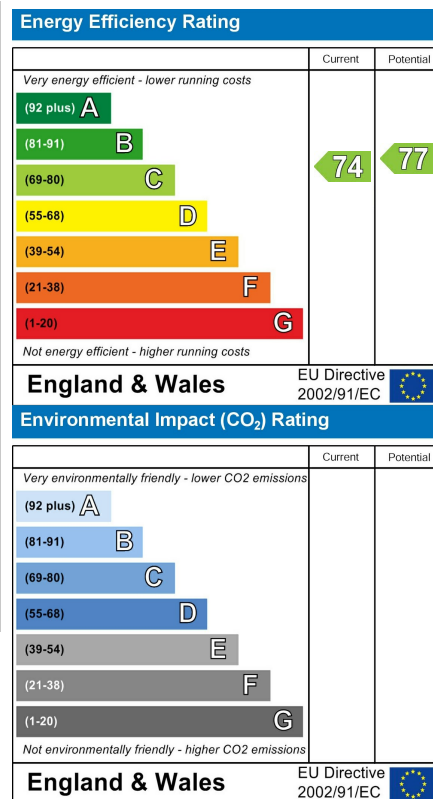 Energy Efficiency Rating
Current Potential
Very energy efficient - lower running costs
(92 plus) A
(81-91) B
(69-80) C
74 77
(55-68) D
(39-54) E
(21-38) F
(1-20) G
Not energy efficient - higher running costs
England & Wales EU Directive
2002/91/EC
Environmental Impact (CO₂) Rating
Current Potential
Very environmentally friendly - lower CO2 emissions
(92 plus) A
(81-91) B
(69-80) C
(55-68) D
(39-54) E
(21-38) F
(1-20) G
Not environmentally friendly - higher CO2 emissions
England & Wales EU Directive
2002/91/EC